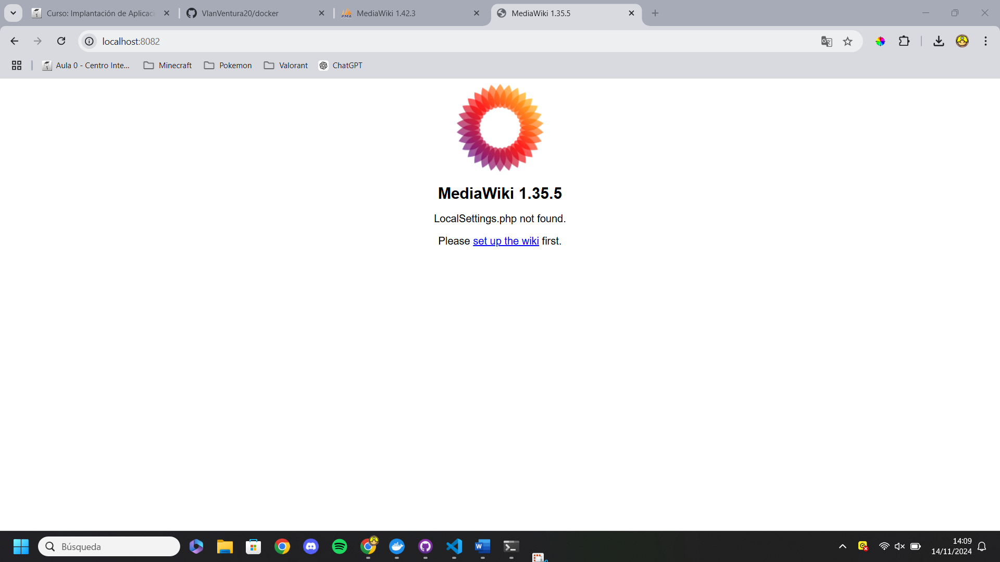 Curso: Implantación de Aplicaci
VlanVentura20/docker
PMA
MediaWiki 1.42.3
MediaWiki 1.35.5
localhost:8082
Aula 0 - Centro Inte...
Minecraft
Pokemon
Valorant
ChatGPT
MediaWiki 1.35.5
LocalSettings.php not found.
Please set up the wiki first.
Búsqueda
14:09
14/11/2024